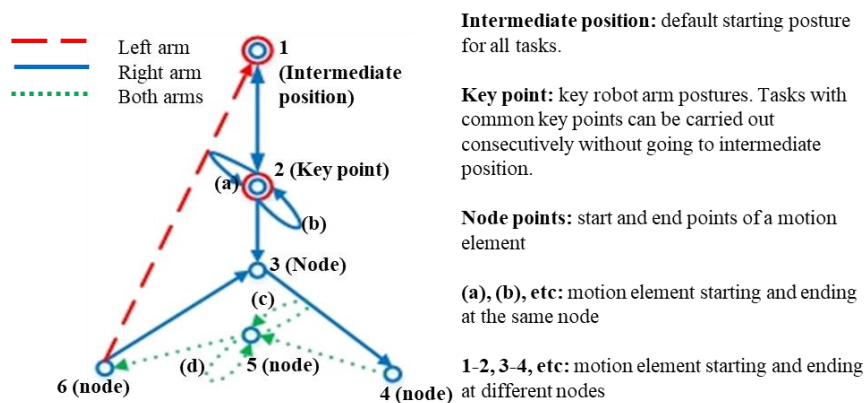 Left arm
Right arm
Both arms
1
(Intermediate
position)
2 (Key point)
(a)
(b)
3 (Node)
(c)
(d)
5 (node)
6 (node)
4 (node)
Intermediate position: default starting posture
for all tasks.
Key point: key robot arm postures. Tasks with
common key points can be carried out
consecutively without going to intermediate
position.
Node points: start and end points of a motion
element
(a), (b), etc: motion element starting and ending
at the same node
1-2, 3-4, etc: motion element starting and ending
at different nodes